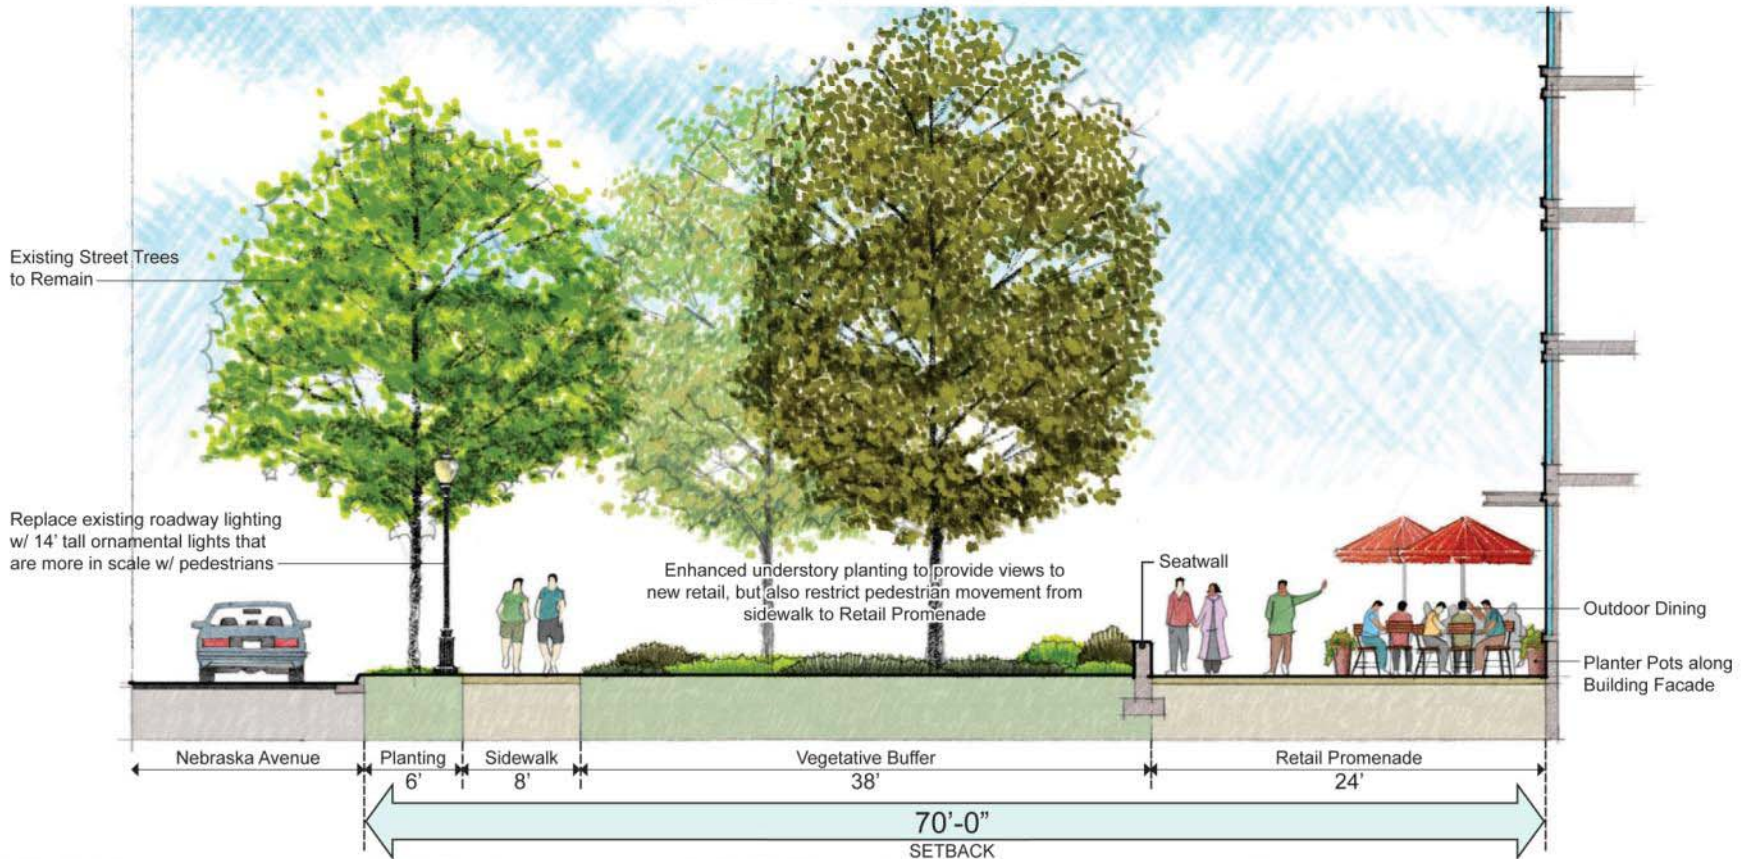 Existing Street Trees
to Remain
Replace existing roadway lighting
w/ 14’ tall ornamental lights that
are more in scale w/ pedestrians
Enhanced understory planting to provide views to
new retail, but also restrict pedestrian movement from
sidewalk to Retail Promenade
Seatwall
Outdoor Dining
Planter Pots along
Building Facade
Nebraska Avenue
Planting
6’
Sidewalk
8’
Vegetative Buffer
38’
Retail Promenade
24’
70’-0”
SETBACK